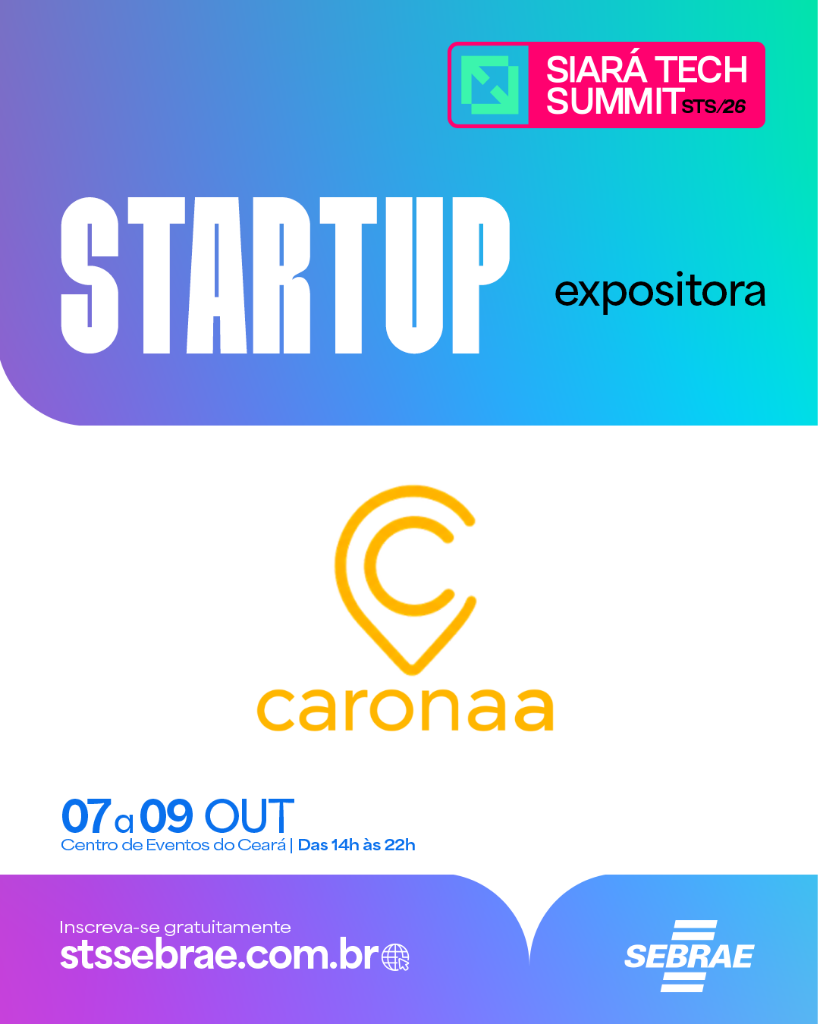 SIARÁ TECH
SUMMIT STS/26
STARTUP
expositora
caronaa
07 a 09 OUT
Centro de Eventos do Ceará | Das 14h às 22h
Inscreva-se gratuitamente
stssebrae.com.br
SEBRAE